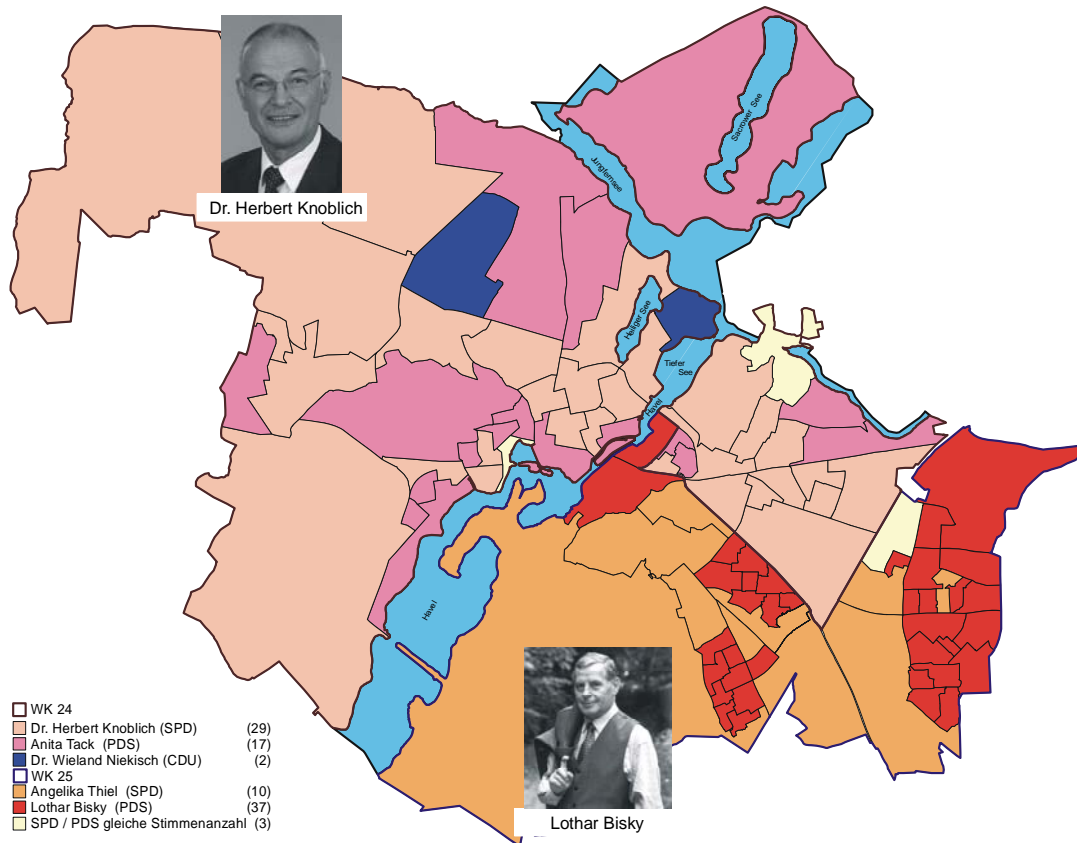 Dr. Herbert Knoblich
Sacrower See
Jungfernsee
Heiliger See
Tiefer
See
Havel
Havel
Lothar Bisky
WK 24
Dr. Herbert Knoblich (SPD) (29)
Anita Tack (PDS) (17)
Dr. Wieland Niekisch (CDU) (2)
WK 25
Angelika Thiel (SPD) (10)
Lothar Bisky (PDS) (37)
SPD / PDS gleiche Stimmenanzahl (3)